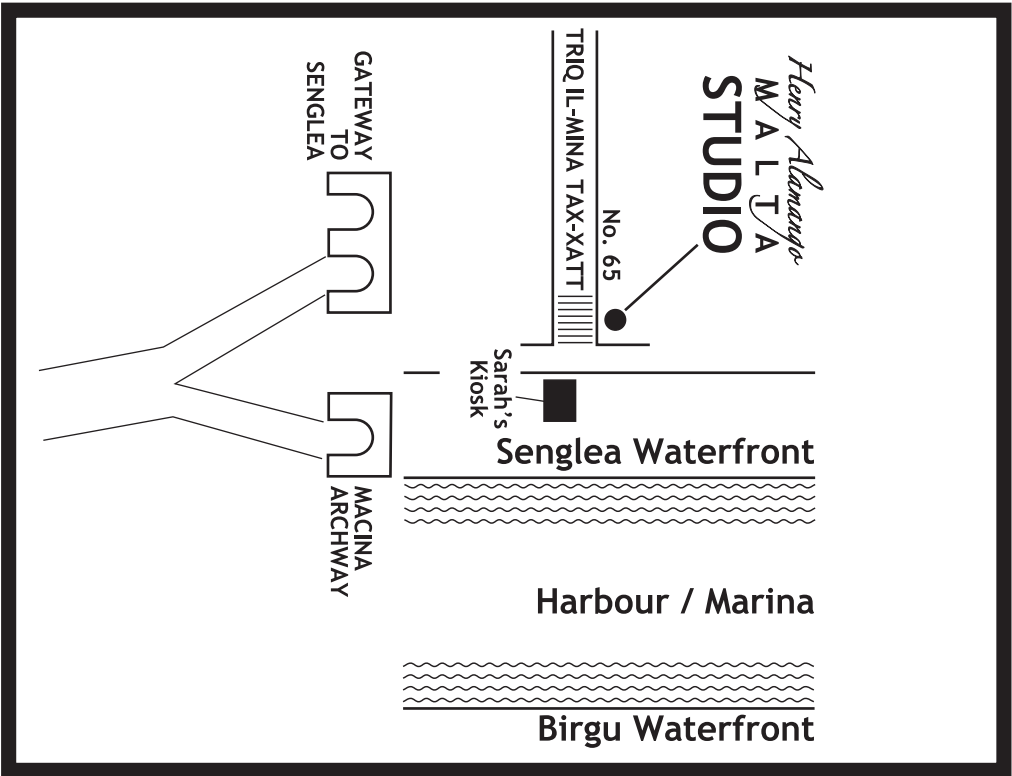 Henry Alamango
MALTA
STUDIO
No. 65
TRIQ IL-MINA TAX-XATT
GATEWAY
TO
SENGLEA
Sarah's
Kiosk
Senglea Waterfront
MACINA
ARCHWAY
Harbour / Marina
Birgu Waterfront